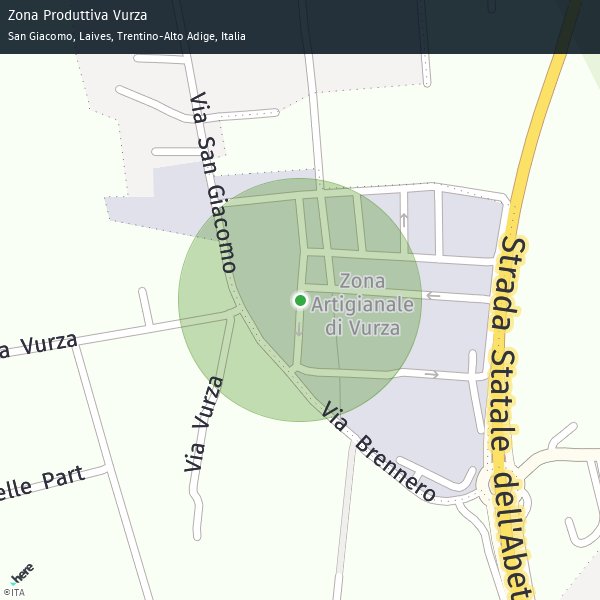 Zona Produttiva Vurza
San Giacomo, Laives, Trentino-Alto Adige, Italia
Via San Giacomo
Zona
Artigianale
di Vurza
Strada Statale dell'Abet
a Vurza
Via Vurza
Via Brennero
elle Part
here
©ITA